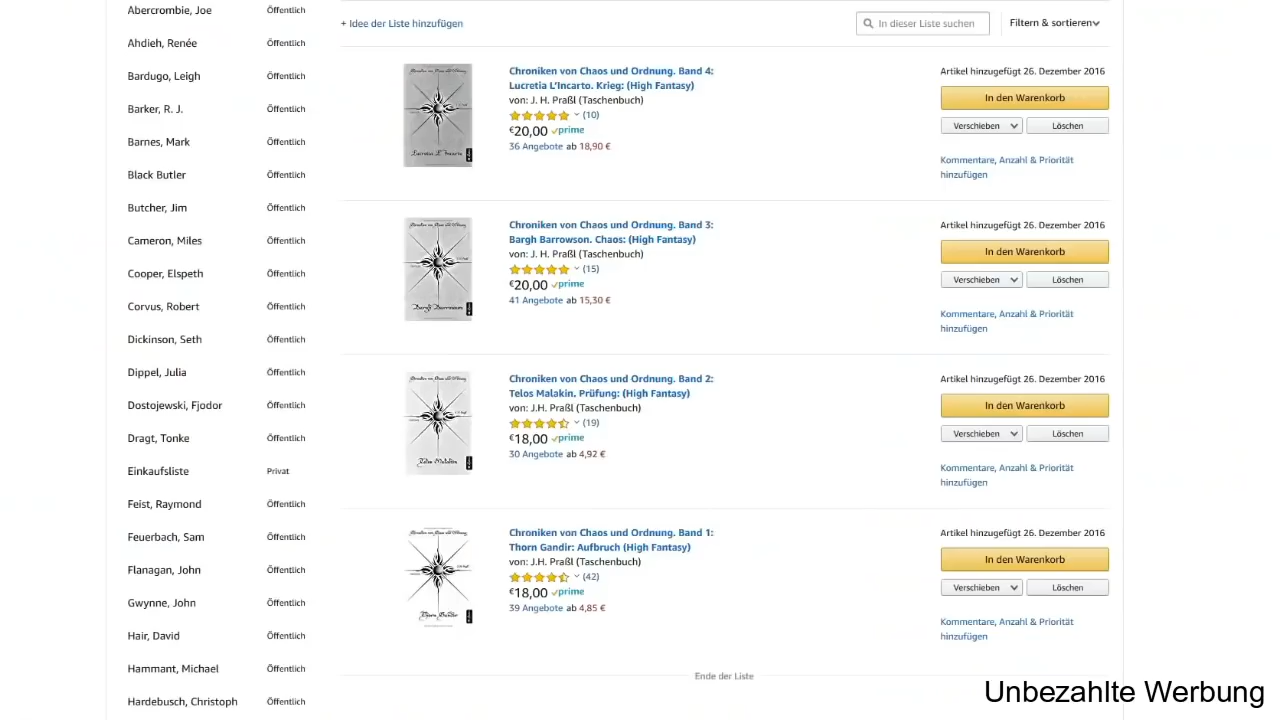 Abercrombie, Joe Öffentlich
Ahdieh, Renée Öffentlich
Bardugo, Leigh Öffentlich
Barker, R. J. Öffentlich
Barnes, Mark Öffentlich
Black Butler Öffentlich
Butcher, Jim Öffentlich
Cameron, Miles Öffentlich
Cooper, Elspeth Öffentlich
Corvus, Robert Öffentlich
Dickinson, Seth Öffentlich
Dippel, Julia Öffentlich
Dostojewski, Fjodor Öffentlich
Dragt, Tonke Öffentlich
Einkaufsliste Privat
Feist, Raymond Öffentlich
Feuerbach, Sam Öffentlich
Flanagan, John Öffentlich
Gwynne, John Öffentlich
Hair, David Öffentlich
Hammant, Michael Öffentlich
Hardebusch, Christoph Öffentlich
+ Idee der Liste hinzufügen
In dieser Liste suchen
Filtern & sortieren
Chroniken von Chaos und Ordnung. Band 4:
Lucretia L'Incarto. Krieg: (High Fantasy)
von: J. H. Praßl (Taschenbuch)
(10)
€20,00 prime
36 Angebote ab 18,90 €
Artikel hinzugefügt 26. Dezember 2016
In den Warenkorb
Verschieben Löschen
Kommentare, Anzahl & Priorität
hinzufügen
Chroniken von Chaos und Ordnung. Band 3:
Bargh Barrowson. Chaos: (High Fantasy)
von: J. H. Praßl (Taschenbuch)
(15)
€20,00 prime
41 Angebote ab 15,30 €
Artikel hinzugefügt 26. Dezember 2016
In den Warenkorb
Verschieben Löschen
Kommentare, Anzahl & Priorität
hinzufügen
Chroniken von Chaos und Ordnung. Band 2:
Telos Malakin. Prüfung: (High Fantasy)
von: J.H. Praßl (Taschenbuch)
(19)
€18,00 prime
30 Angebote ab 4,92 €
Artikel hinzugefügt 26. Dezember 2016
In den Warenkorb
Verschieben Löschen
Kommentare, Anzahl & Priorität
hinzufügen
Chroniken von Chaos und Ordnung. Band 1:
Thorn Gandir: Aufbruch (High Fantasy)
von: J.H. Praßl (Taschenbuch)
(42)
€18,00 prime
39 Angebote ab 4,85 €
Artikel hinzugefügt 26. Dezember 2016
In den Warenkorb
Verschieben Löschen
Kommentare, Anzahl & Priorität
hinzufügen
Ende der Liste
Unbezahlte Werbung